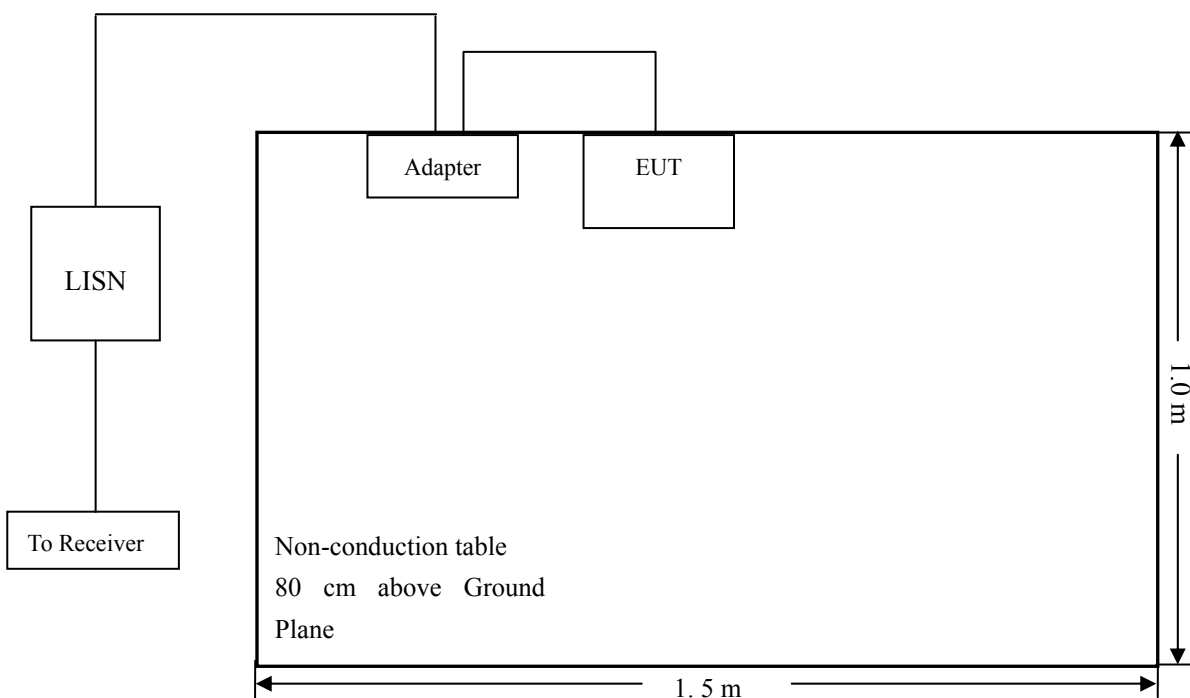 Adapter
EUT
LISN
1.0 m
To Receiver
Non-conduction table
80 cm above Ground
Plane
1. 5 m